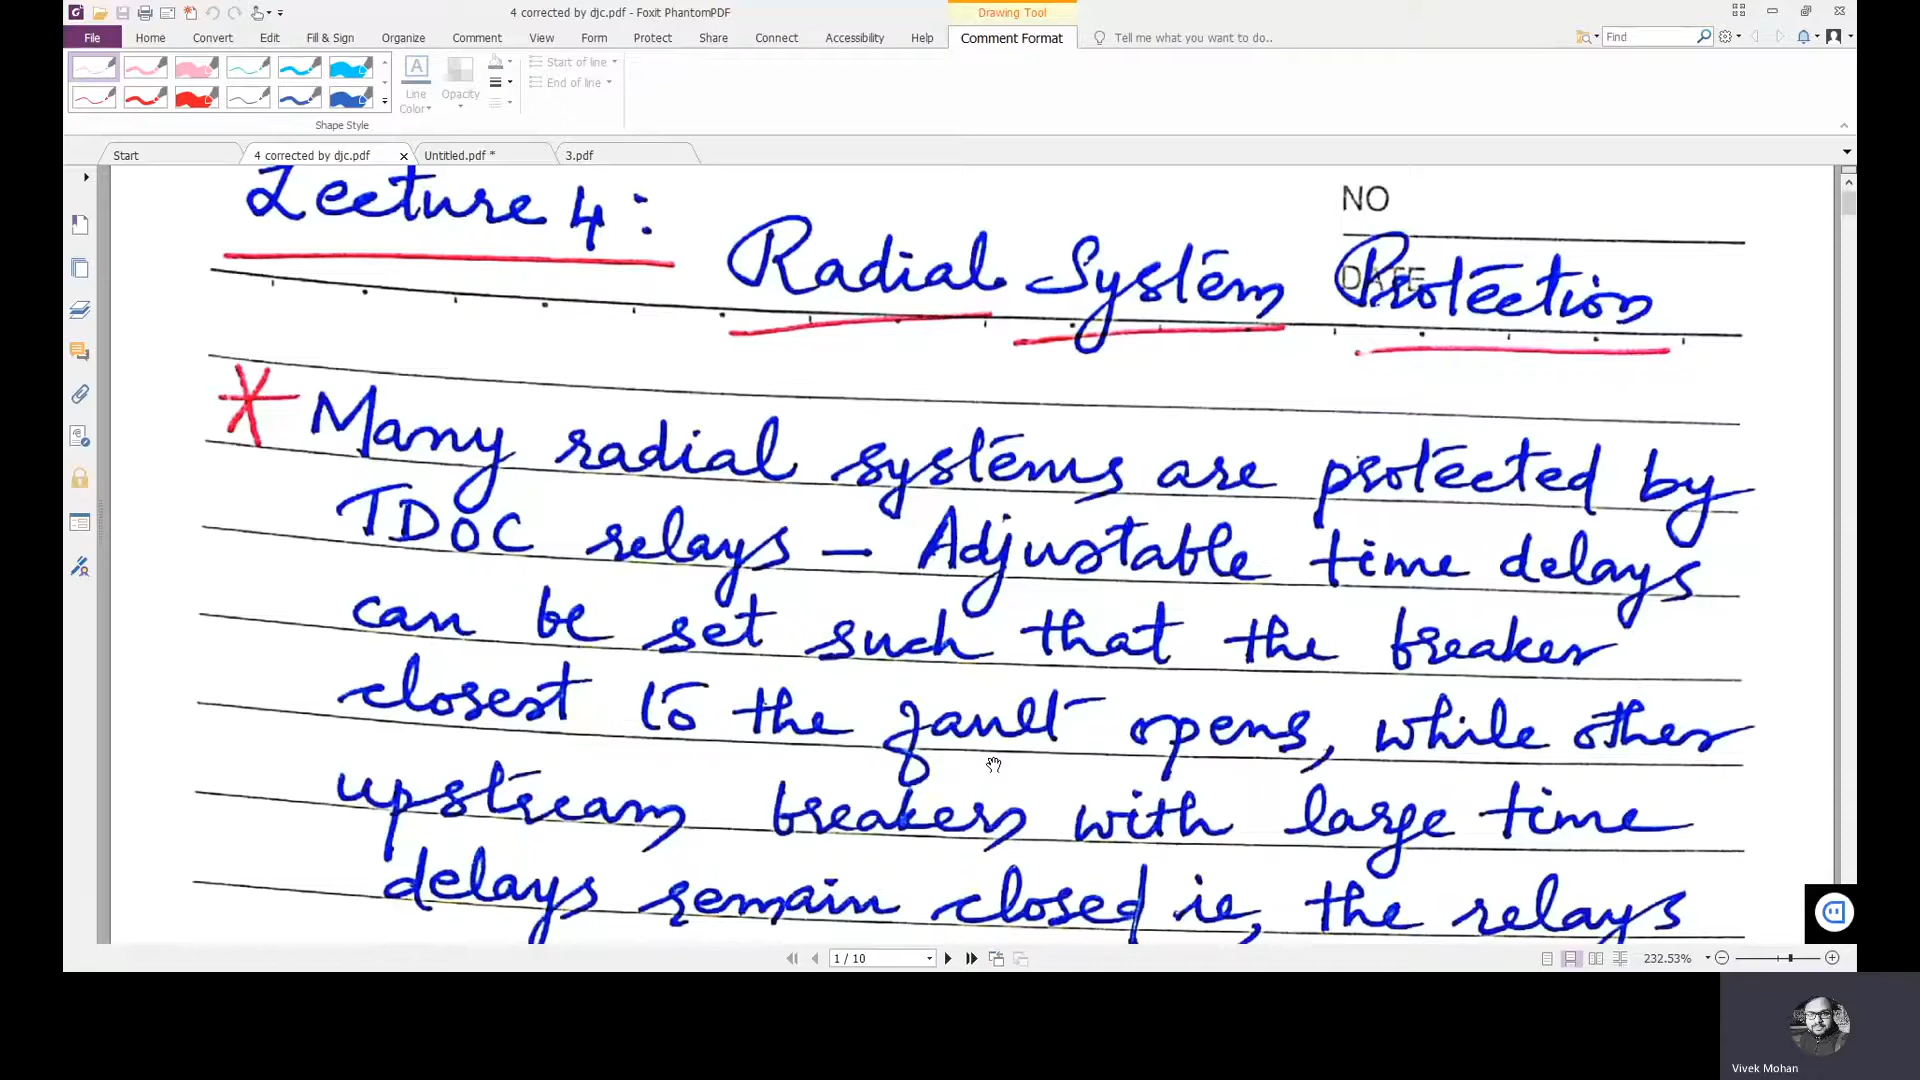 4 corrected by djc.pdf - Foxit PhantomPDF
Drawing Tool
File Home Convert Edit Fill & Sign Organize Comment View Form Protect Share Connect Accessibility Help Comment Format Tell me what you want to do.. Find
Start of line
End of line
Line Color
Opacity
Shape Style
Start
4 corrected by djc.pdf
Untitled.pdf *
3.pdf
NO
DATE
Lecture 4:
Radial System Protection
* Many radial systems are protected by
TDOC relays – Adjustable time delays
can be set such that the breaker
closest to the fault opens, while other
upstream breakers with large time
delays remain closed ie, the relays
1 / 10
232.53%
Vivek Mohan